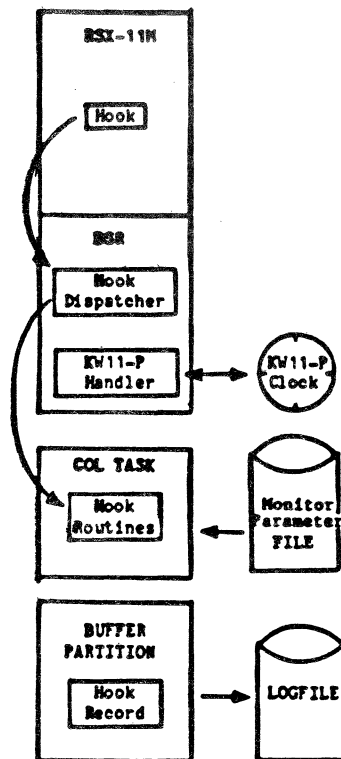 RSX-11M
Hook
BGR
Hook
Dispatcher
KW11-P
Handler
KW11-P
Clock
COL TASK
Hook
Routines
Monitor
Parameter
FILE
BUFFER
PARTITION
Hook
Record
LOGFILE